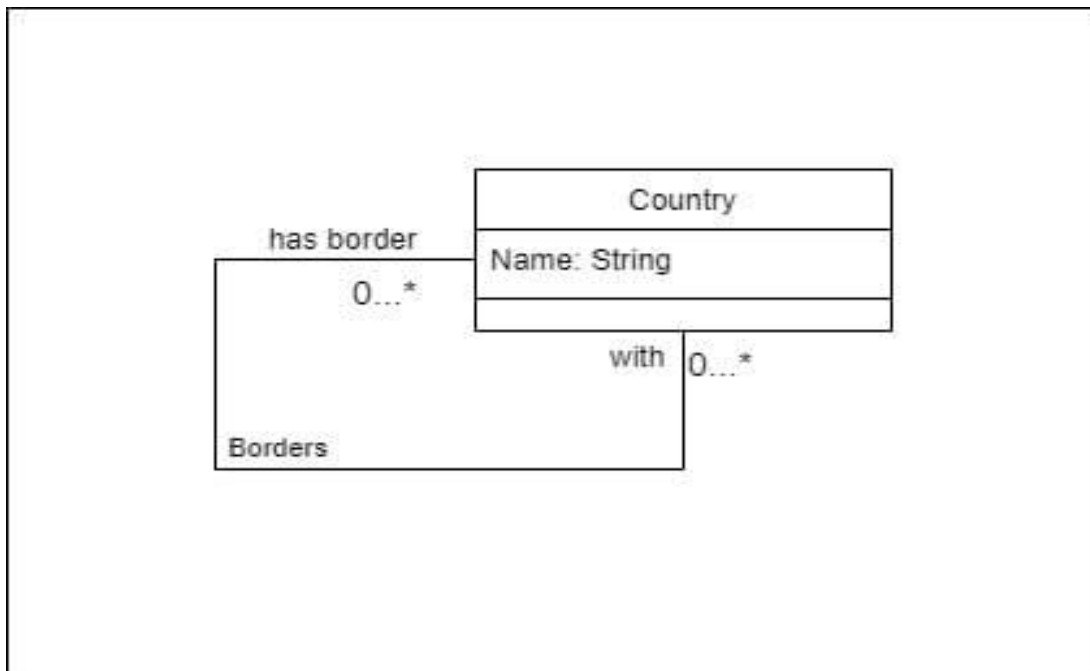 Country
has border
Name: String
0...*
with
0...*
Borders